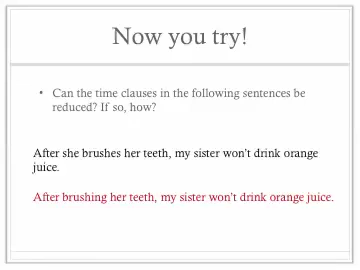 Now you try!
• Can the time clauses in the following sentences be
reduced? If so, how?
After she brushes her teeth, my sister won't drink orange
juice.
After brushing her teeth, my sister won't drink orange juice.